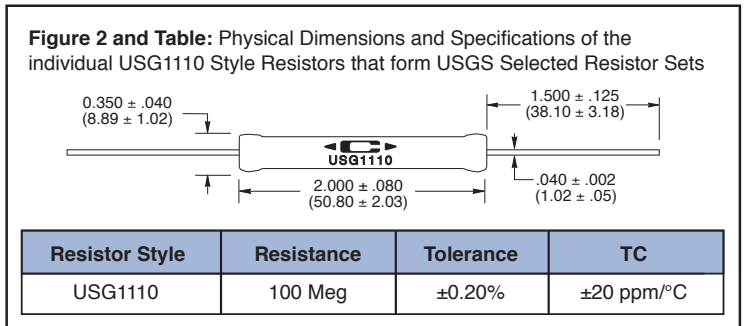 Figure 2 and Table: Physical Dimensions and Specifications of the
individual USG1110 Style Resistors that form USGS Selected Resistor Sets
0.350 ± .040
(8.89 ± 1.02)
1.500 ± .125
(38.10 ± 3.18)
USG1110
2.000 ± .080
(50.80 ± 2.03)
.040 ± .002
(1.02 ± .05)
Resistor Style Resistance Tolerance TC
USG1110 100 Meg ±0.20% ±20 ppm/°C